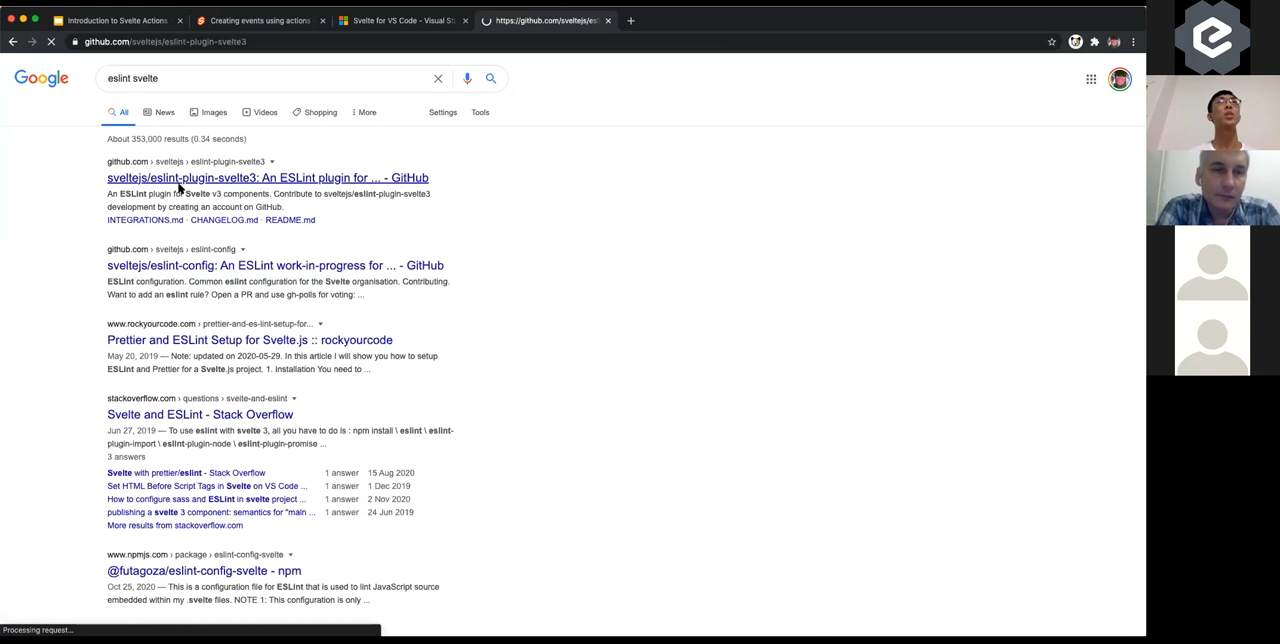 Introduction to Svelte Actions
Creating events using actions
Svelte for VS Code - Visual St
https://github.com/sveltejs/esl
github.com/sveltejs/eslint-plugin-svelte3
Google
eslint svelte
All
News
Images
Videos
Shopping
More
Settings
Tools
About 353,000 results (0.34 seconds)
github.com › sveltejs › eslint-plugin-svelte3
sveltejs/eslint-plugin-svelte3: An ESLint plugin for ... - GitHub
An ESLint plugin for Svelte v3 components. Contribute to sveltejs/eslint-plugin-svelte3
development by creating an account on GitHub.
INTEGRATIONS.md · CHANGELOG.md · README.md
github.com › sveltejs › eslint-config
sveltejs/eslint-config: An ESLint work-in-progress for ... - GitHub
ESLint configuration. Common eslint configuration for the Svelte organisation. Contributing.
Want to add an eslint rule? Open a PR and use gh-polls for voting: ...
www.rockyourcode.com › prettier-and-es-lint-setup-for...
Prettier and ESLint Setup for Svelte.js :: rockyourcode
May 20, 2019 — Note: updated on 2020-05-29. In this article I will show you how to setup
ESLint and Prettier for a Svelte.js project. 1. Installation You need to ...
stackoverflow.com › questions › svelte-and-eslint
Svelte and ESLint - Stack Overflow
Jun 27, 2019 — To use eslint with svelte 3, all you have to do is : npm install \ eslint \ eslint-
plugin-import \ eslint-plugin-node \ eslint-plugin-promise ...
3 answers
Svelte with prettier/eslint - Stack Overflow 1 answer 15 Aug 2020
Set HTML Before Script Tags in Svelte on VS Code ... 1 answer 1 Dec 2019
How to configure sass and ESLint in svelte project ... 1 answer 2 Nov 2020
publishing a svelte 3 component: semantics for "main ... 1 answer 24 Jun 2019
More results from stackoverflow.com
www.npmjs.com › package › eslint-config-svelte
@futagoza/eslint-config-svelte - npm
Oct 25, 2020 — This is a configuration file for ESLint that is used to lint JavaScript source
embedded within my .svelte files. NOTE 1: This configuration is only ...
Processing request...